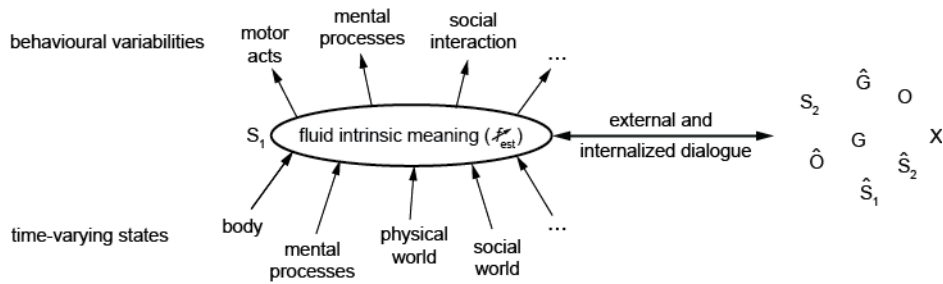 behavioural variabilities
motor
acts
mental
processes
social
interaction
...
S₁
fluid intrinsic meaning (f_est)
external and
internalized dialogue
S₂
Ĝ
O
G
X
Ô
Ŝ₂
Ŝ₁
time-varying states
body
mental
processes
physical
world
social
world
...